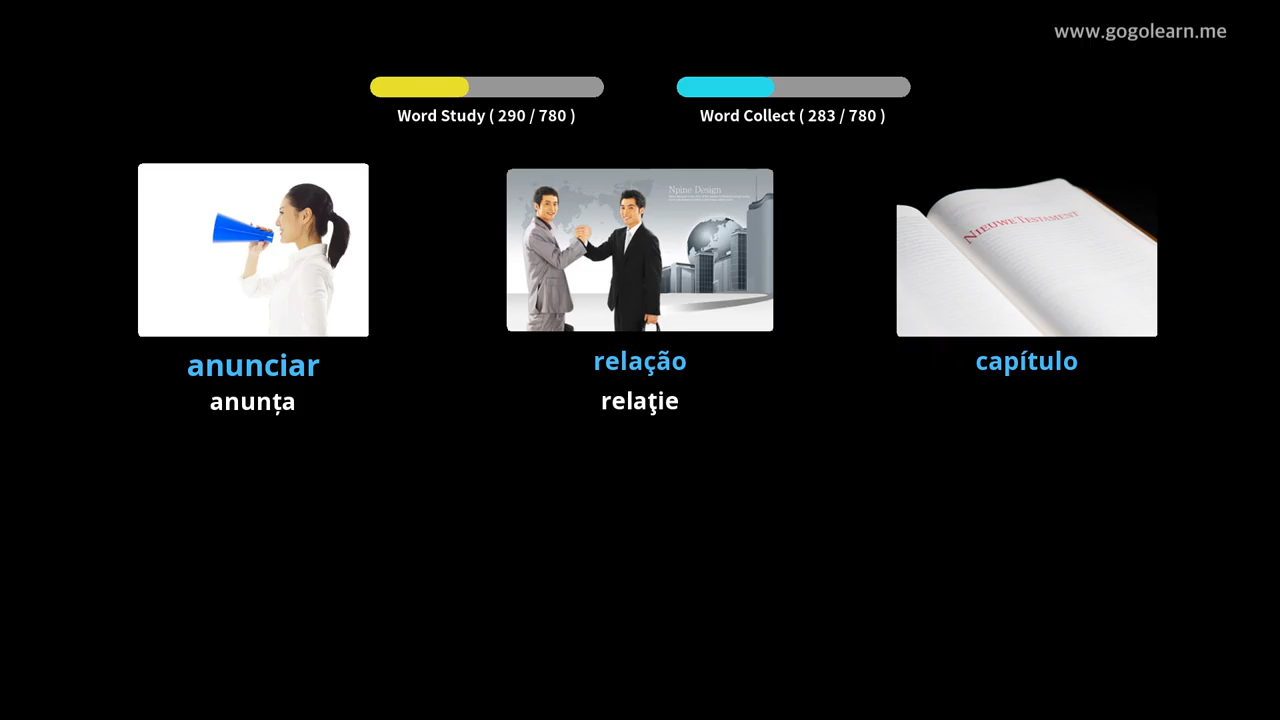 www.gogolearn.me
Word Study ( 290 / 780 )
Word Collect ( 283 / 780 )
Npine Design
NIEUWE TESTAMENT
anunciar
relação
capítulo
anunța
relaţie